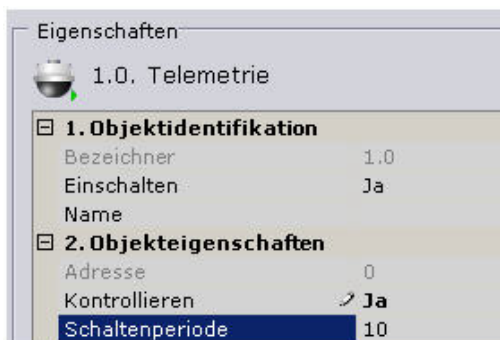 Eigenschaften
1.0. Telemetrie
1. Objektidentifikation
Bezeichner 1.0
Einschalten Ja
Name
2. Objekteigenschaften
Adresse 0
Kontrollieren Ja
Schaltenperiode 10